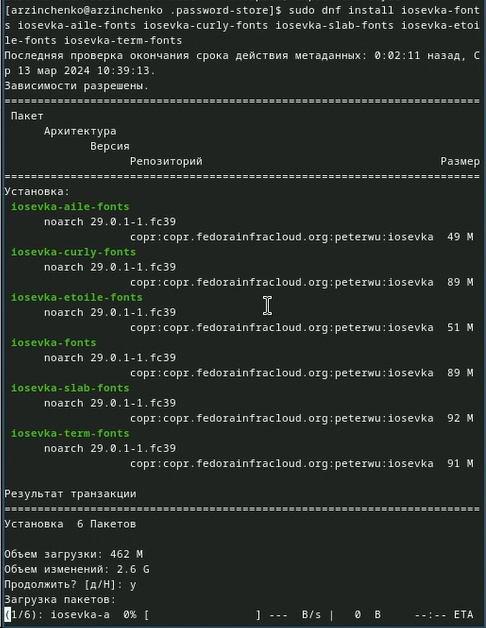 [arzinchenko@arzinchenko .password-store]$ sudo dnf install iosevka-font
s iosevka-aile-fonts iosevka-curly-fonts iosevka-slab-fonts iosevka-etoi
le-fonts iosevka-term-fonts
Последняя проверка окончания срока действия метаданных: 0:02:11 назад, С
р 13 мар 2024 10:39:13.
Зависимости разрешены.
========================================================================
Пакет
Архитектура
Версия
Репозиторий Размер
========================================================================
Установка:
iosevka-aile-fonts
noarch 29.0.1-1.fc39
copr:copr.fedorainfracloud.org:peterwu:iosevka 49 M
iosevka-curly-fonts
noarch 29.0.1-1.fc39
copr:copr.fedorainfracloud.org:peterwu:iosevka 89 M
iosevka-etoile-fonts
noarch 29.0.1-1.fc39
copr:copr.fedorainfracloud.org:peterwu:iosevka 51 M
iosevka-fonts
noarch 29.0.1-1.fc39
copr:copr.fedorainfracloud.org:peterwu:iosevka 89 M
iosevka-slab-fonts
noarch 29.0.1-1.fc39
copr:copr.fedorainfracloud.org:peterwu:iosevka 92 M
iosevka-term-fonts
noarch 29.0.1-1.fc39
copr:copr.fedorainfracloud.org:peterwu:iosevka 91 M
Результат транзакции
========================================================================
Установка 6 Пакетов
Объем загрузки: 462 M
Объем изменений: 2.6 G
Продолжить? [д/Н]: y
Загрузка пакетов:
(1/6): iosevka-a 0% [ ] --- B/s | 0 B --:-- ETA